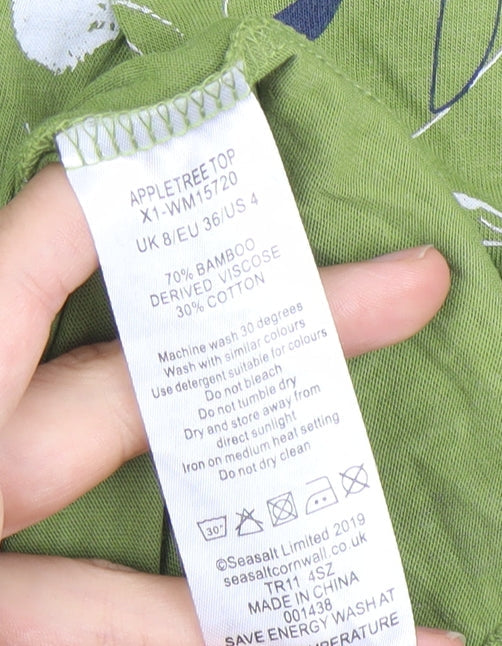 APPLETREE TOP
X1-WM15720
UK 8/EU 36/US 4
70% BAMBOO
DERIVED VISCOSE
30% COTTON
Machine wash 30 degrees
Wash with similar colours
Use detergent suitable for colours
Do not bleach
Do not tumble dry
Dry and store away from
direct sunlight
Iron on medium heat setting
Do not dry clean
30°
©Seasalt Limited 2019
seasaltcornwall.co.uk
TR11 4SZ
MADE IN CHINA
001438
SAVE ENERGY WASH AT
TEMPERATURE